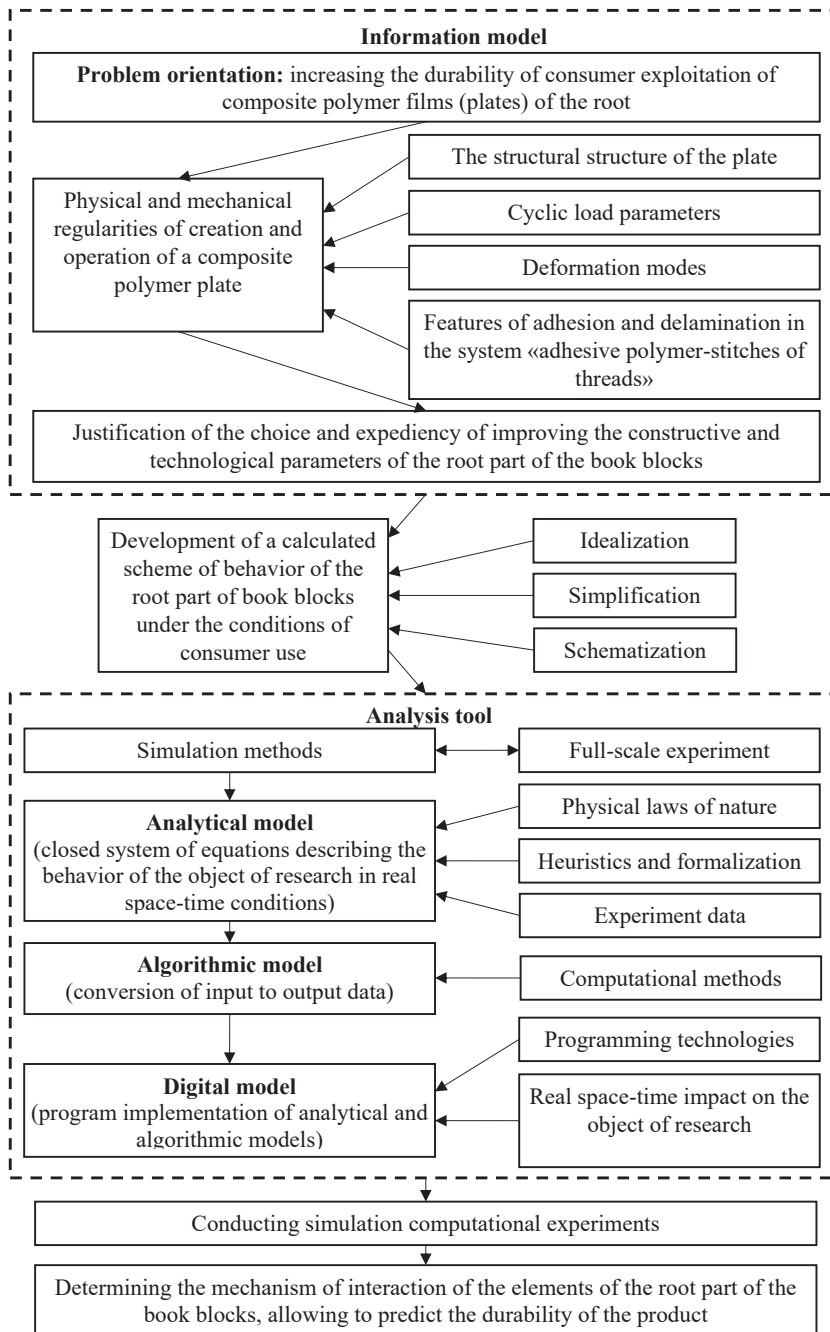 Information model
Problem orientation: increasing the durability of consumer exploitation of
composite polymer films (plates) of the root
The structural structure of the plate
Physical and mechanical
regularities of creation and
operation of a composite
polymer plate
Cyclic load parameters
Deformation modes
Features of adhesion and delamination in
the system «adhesive polymer-stitches of
threads»
Justification of the choice and expediency of improving the constructive and
technological parameters of the root part of the book blocks
Development of a calculated
scheme of behavior of the
root part of book blocks
under the conditions of
consumer use
Idealization
Simplification
Schematization
Analysis tool
Simulation methods
Full-scale experiment
Analytical model
(closed system of equations describing the
behavior of the object of research in real
space-time conditions)
Physical laws of nature
Heuristics and formalization
Experiment data
Algorithmic model
(conversion of input to output data)
Computational methods
Digital model
(program implementation of analytical and
algorithmic models)
Programming technologies
Real space-time impact on the
object of research
Conducting simulation computational experiments
Determining the mechanism of interaction of the elements of the root part of the
book blocks, allowing to predict the durability of the product